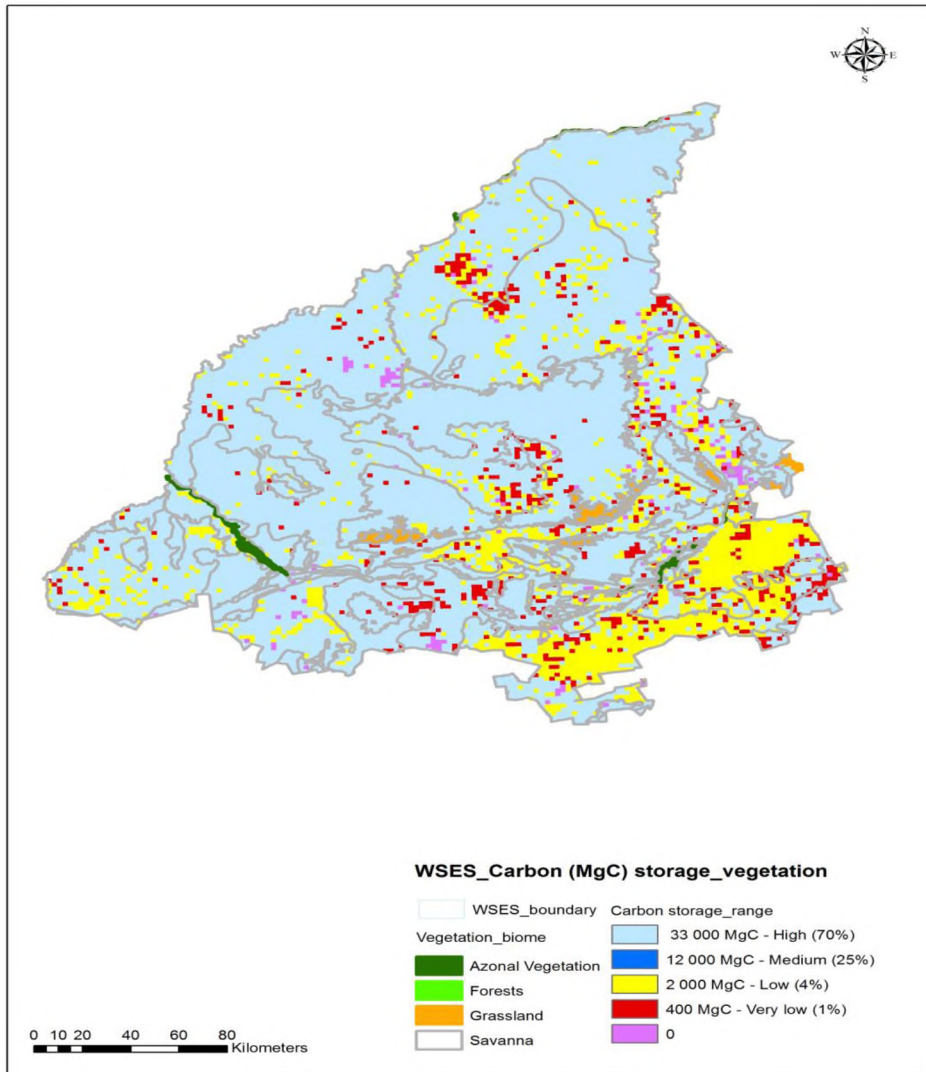 N
W E
S
WSES_Carbon (MgC) storage_vegetation
WSES_boundary
Vegetation_biome
Azonal Vegetation
Forests
Grassland
Savanna
Carbon storage_range
33 000 MgC - High (70%)
12 000 MgC - Medium (25%)
2 000 MgC - Low (4%)
400 MgC - Very low (1%)
0
0 10 20 40 60 80
Kilometers